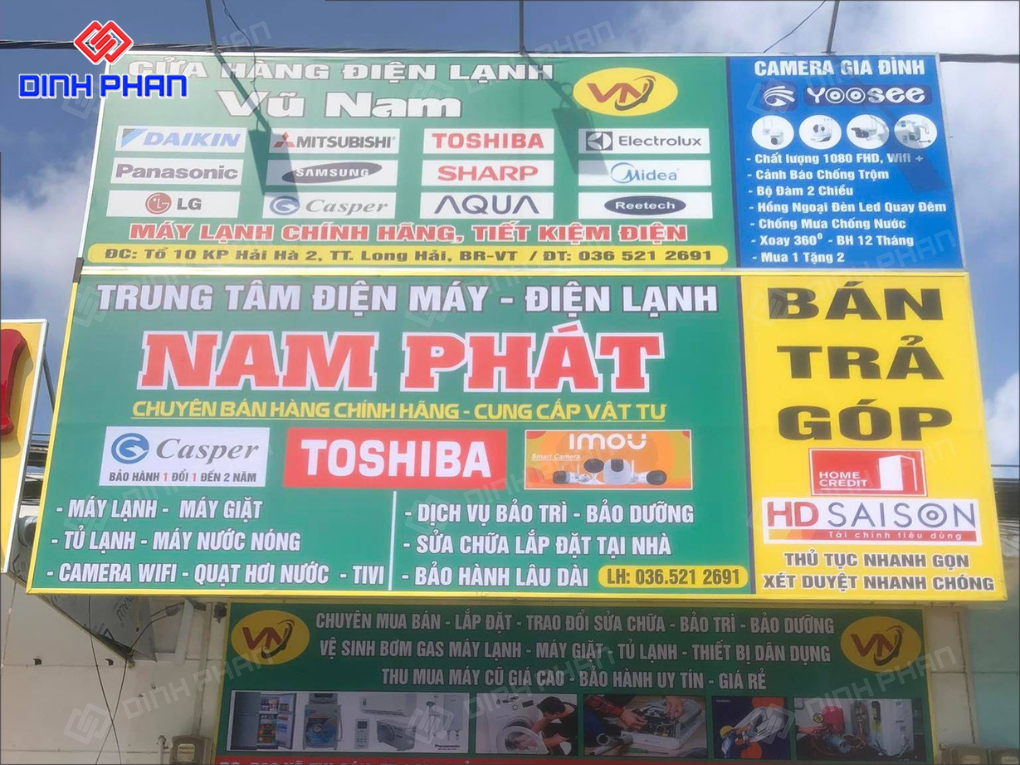 DINH PHAN
CỬA HÀNG ĐIỆN LẠNH
Vũ Nam
VN
DAIKIN
MITSUBISHI
TOSHIBA
Electrolux
Panasonic
SAMSUNG
SHARP
Midea
LG
Casper
AQUA
Reetech
MÁY LẠNH CHÍNH HÃNG, TIẾT KIỆM ĐIỆN
ĐC: Tổ 10 KP Hải Hà 2, TT. Long Hải, BR-VT / ĐT: 036 521 2691
CAMERA GIA ĐÌNH
YOOSEE
- Chất lượng 1080 FHD, Wifi +
- Cảnh Báo Chống Trộm
- Bộ Đàm 2 Chiều
- Hồng Ngoại Đèn Led Quay Đêm
- Chống Mưa Chống Nước
- Xoay 360⁰ - BH 12 Tháng
- Mua 1 Tặng 2
TRUNG TÂM ĐIỆN MÁY - ĐIỆN LẠNH
NAM PHÁT
CHUYÊN BÁN HÀNG CHÍNH HÃNG - CUNG CẤP VẬT TƯ
Casper
BẢO HÀNH 1 ĐỔI 1 ĐẾN 2 NĂM
TOSHIBA
imou
Smart Camera
- MÁY LẠNH - MÁY GIẶT
- TỦ LẠNH - MÁY NƯỚC NÓNG
- CAMERA WIFI - QUẠT HƠI NƯỚC - TIVI
- DỊCH VỤ BẢO TRÌ - BẢO DƯỠNG
- SỬA CHỮA LẮP ĐẶT TẠI NHÀ
- BẢO HÀNH LÂU DÀI
LH: 036.521 2691
BÁN
TRẢ
GÓP
HOME
CREDIT
HD SAISON
Tài chính tiêu dùng
THỦ TỤC NHANH GỌN
XÉT DUYỆT NHANH CHÓNG
VN
CHUYÊN MUA BÁN - LẮP ĐẶT - TRAO ĐỔI SỬA CHỮA - BẢO TRÌ - BẢO DƯỠNG
VỆ SINH BƠM GAS MÁY LẠNH - MÁY GIẶT - TỦ LẠNH - THIẾT BỊ DÂN DỤNG
THU MUA MÁY CŨ GIÁ CAO - BẢO HÀNH UY TÍN - GIÁ RẺ
VN
Panasonic